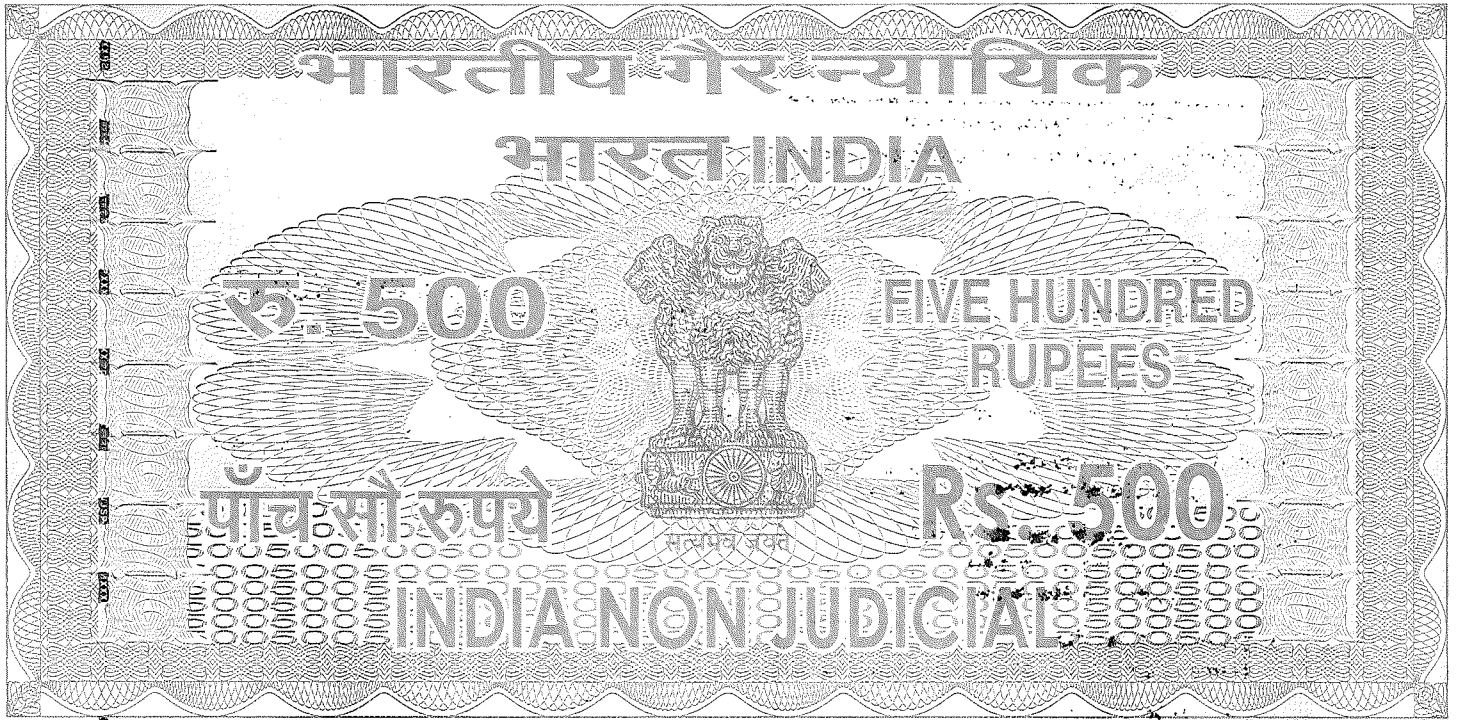 भारतीय गैर न्यायिक
भारत INDIA
रु. 500
FIVE HUNDRED
RUPEES
पाँच सौ रुपये
Rs. 500
सत्यमेव जयते
INDIA NON JUDICIAL